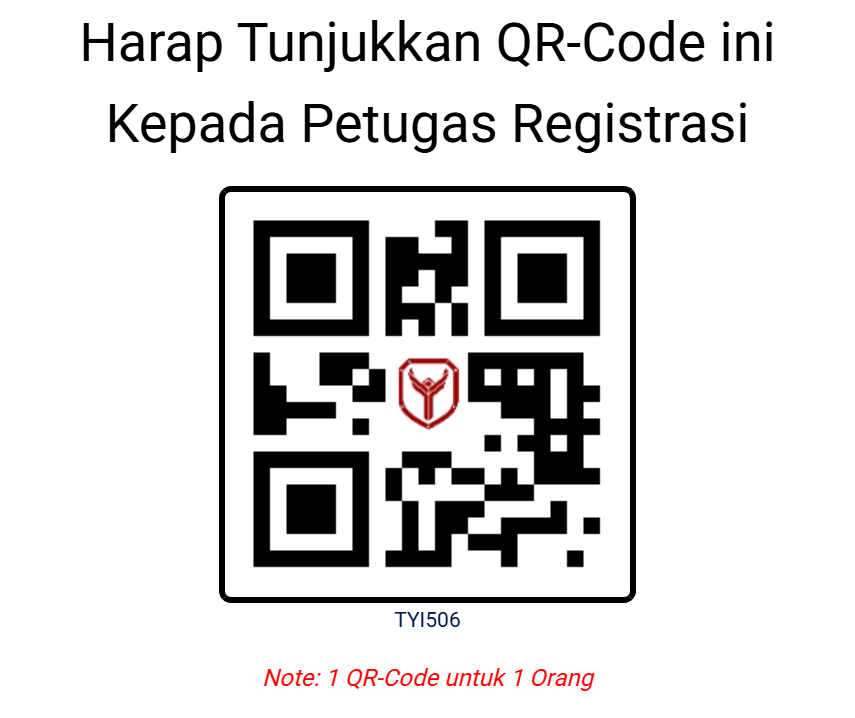 Harap Tunjukkan QR-Code ini
Kepada Petugas Registrasi
TYI506
Note: 1 QR-Code untuk 1 Orang